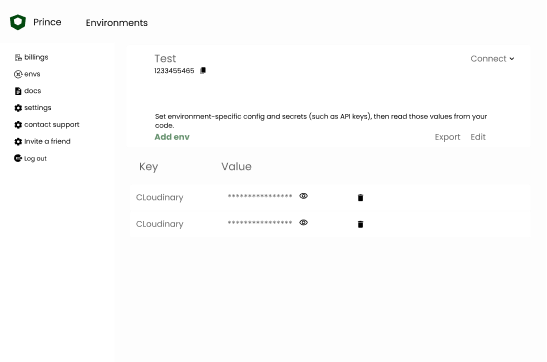 Prince
Environments
billings
envs
docs
settings
contact support
Invite a friend
Log out
Test
Connect
1233455465
Set environment-specific config and secrets (such as API keys), then read those values from your
code.
Add env
Export Edit
Key Value
CLoudinary ****************
CLoudinary ****************